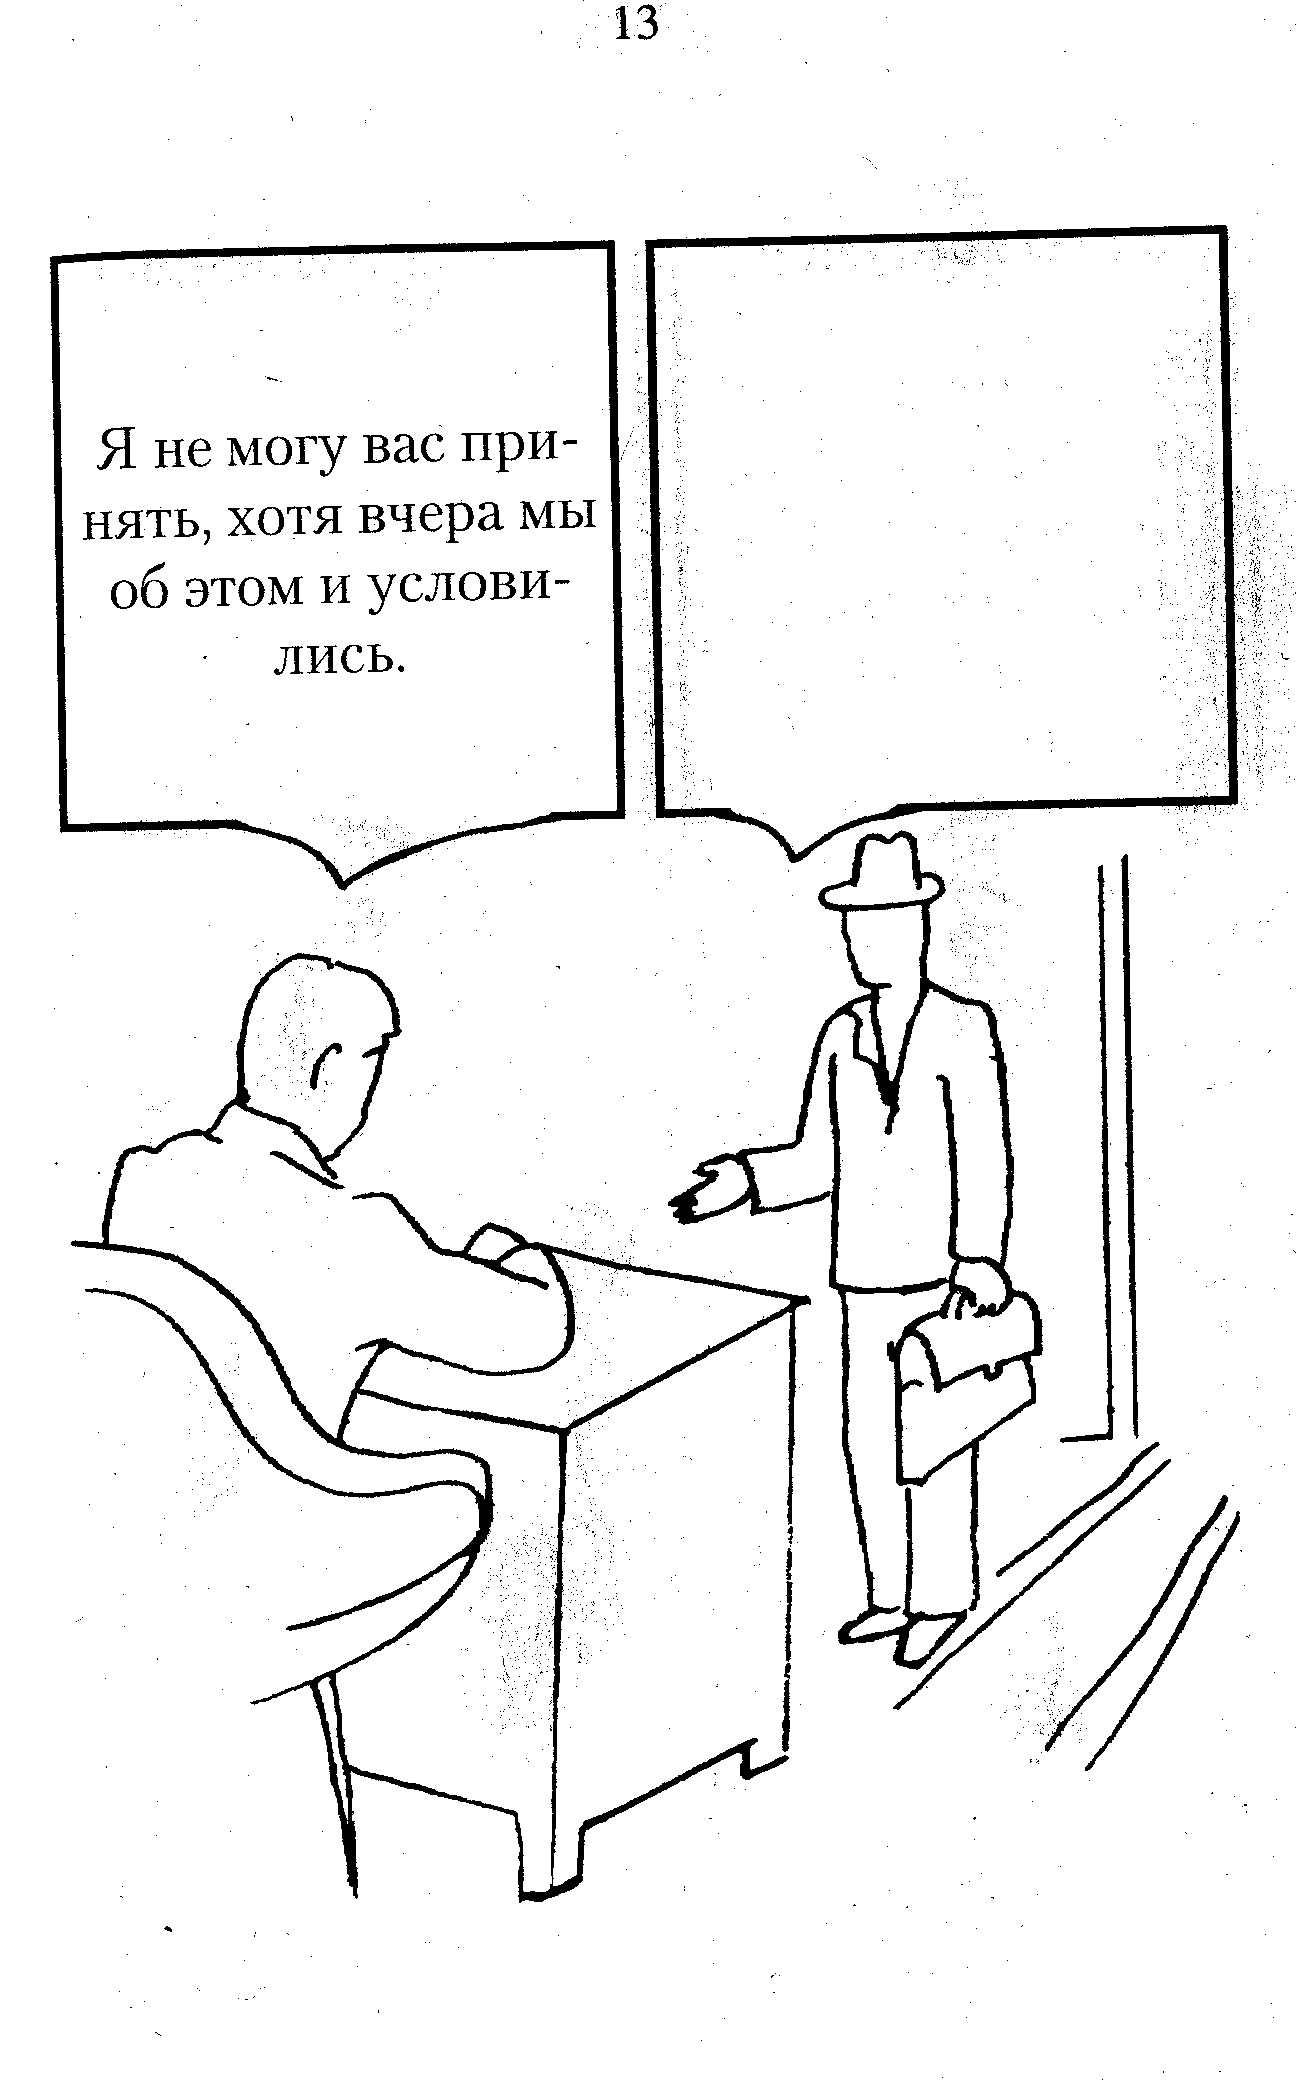 13
Я не могу вас при-
нять, хотя вчера мы
об этом и услови-
лись.